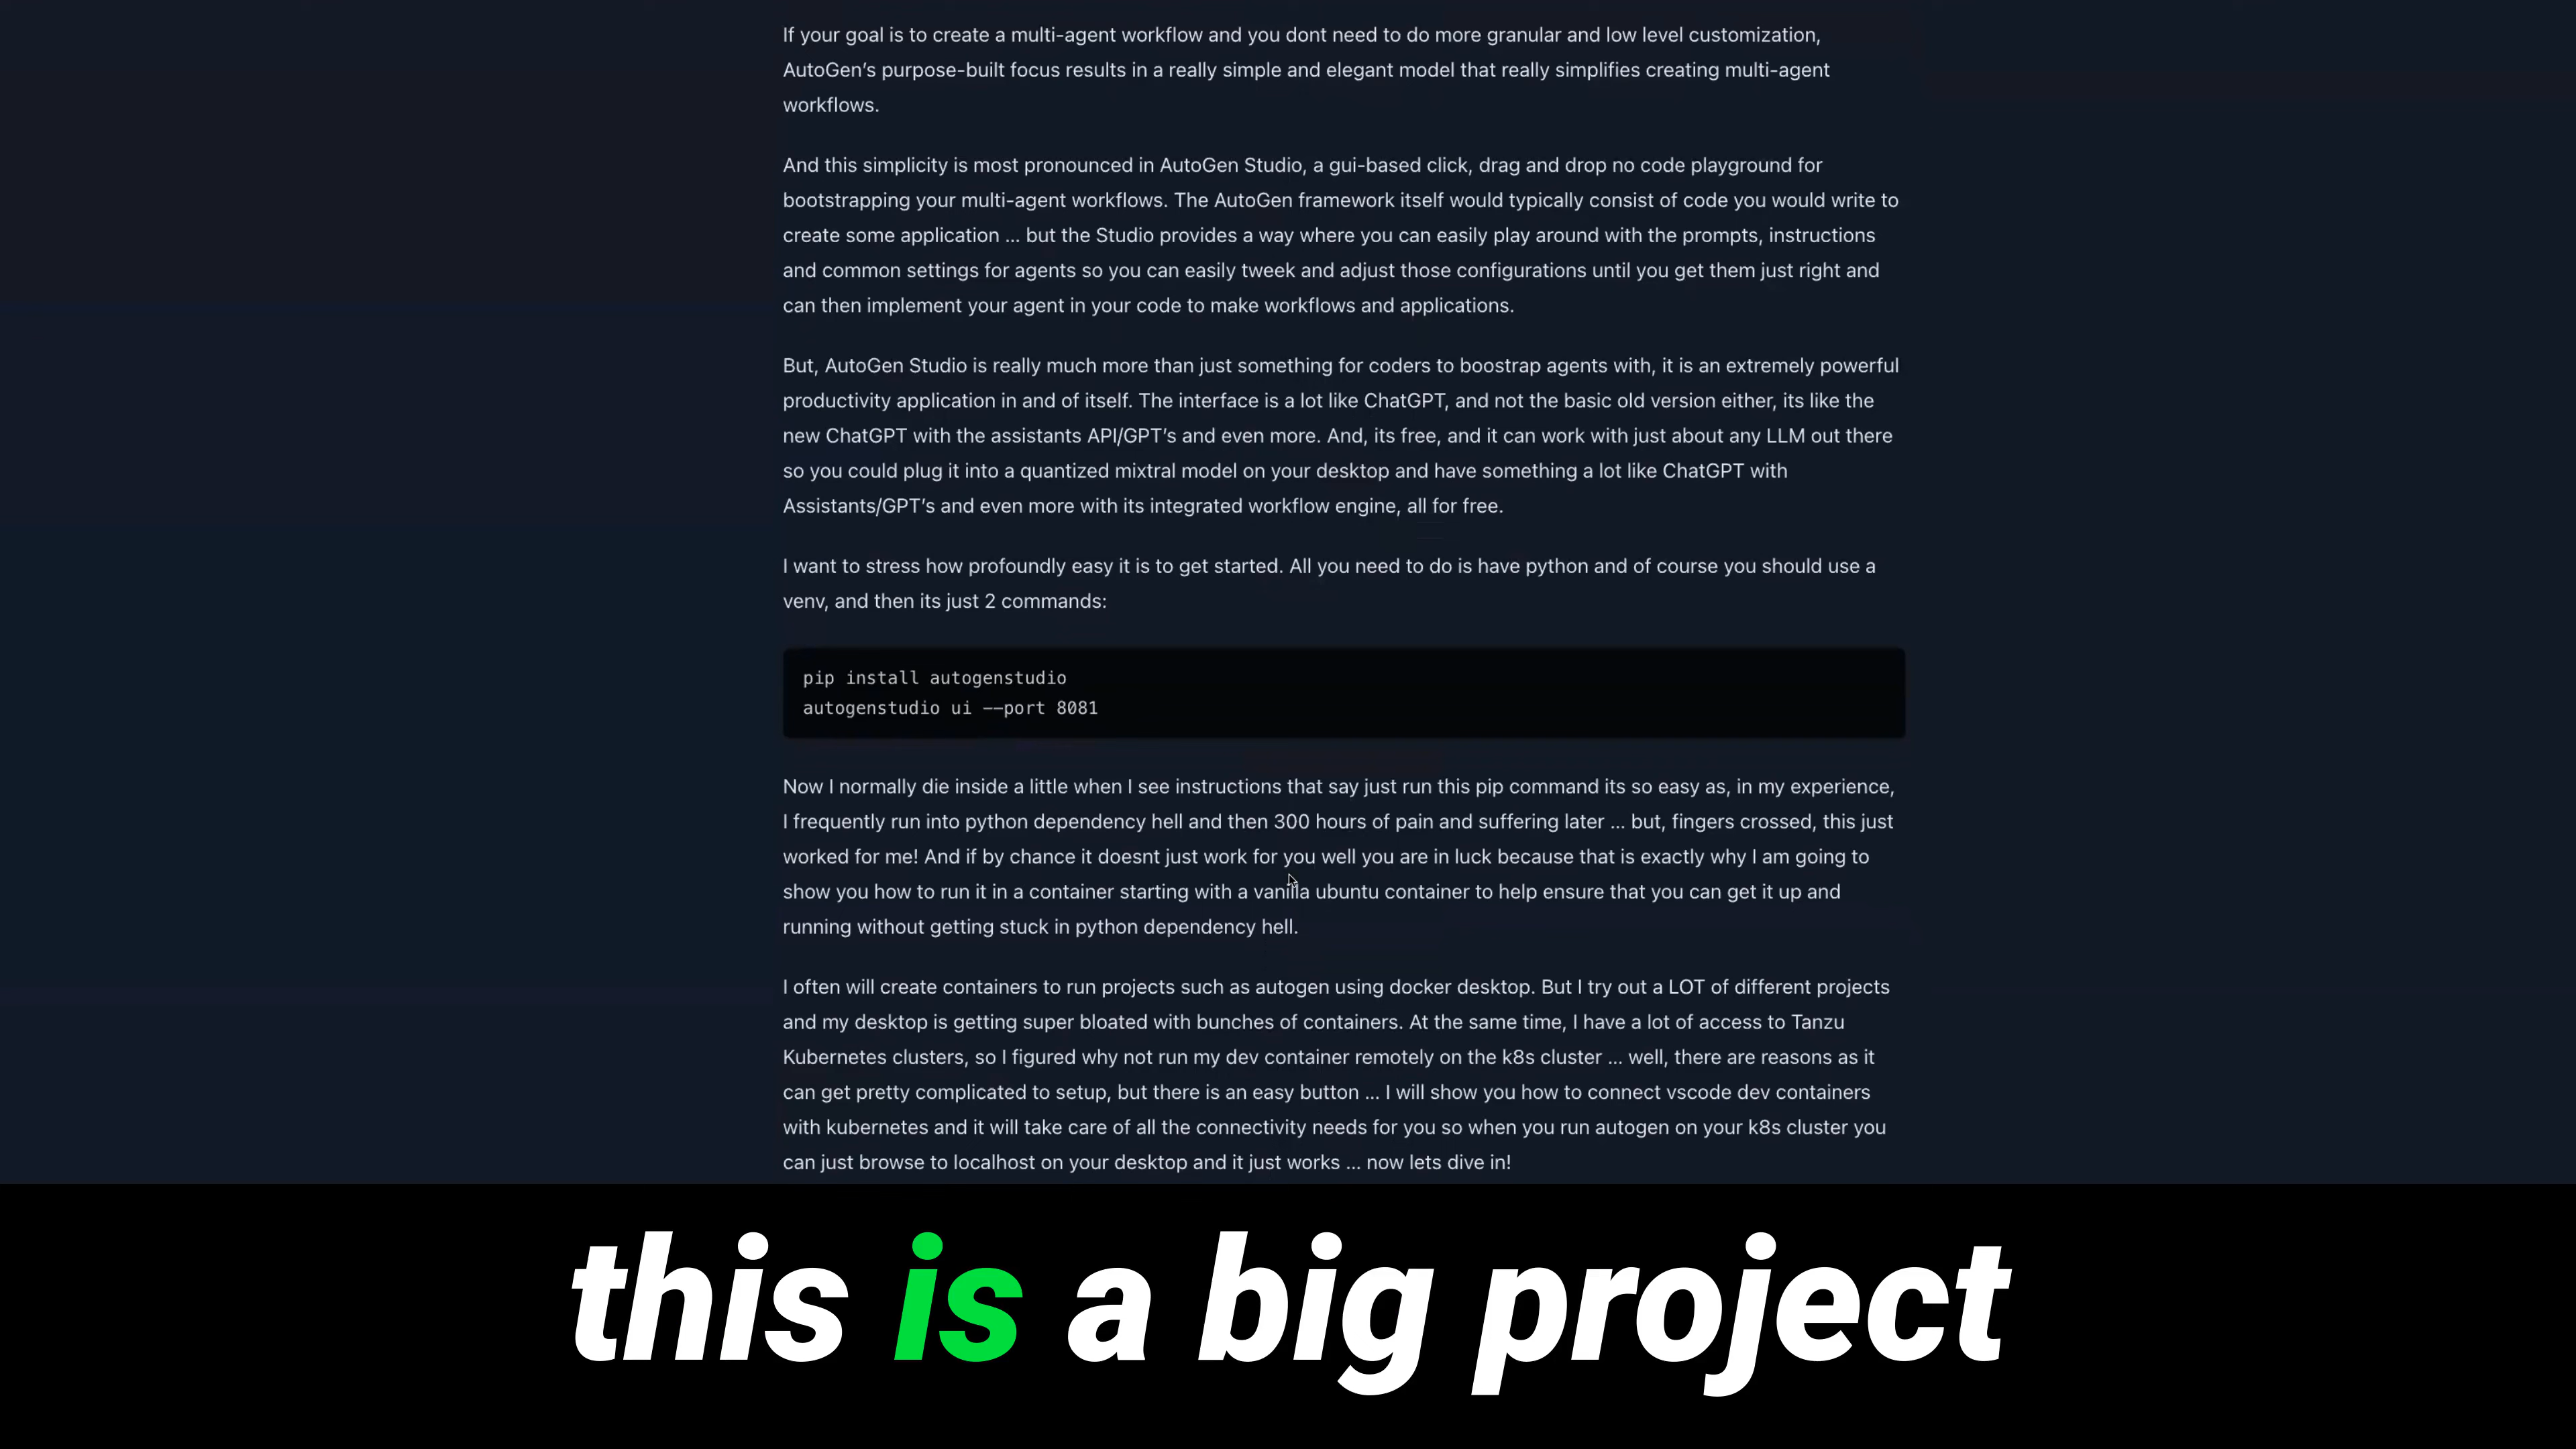 If your goal is to create a multi-agent workflow and you dont need to do more granular and low level customization,
AutoGen’s purpose-built focus results in a really simple and elegant model that really simplifies creating multi-agent
workflows.
And this simplicity is most pronounced in AutoGen Studio, a gui-based click, drag and drop no code playground for
bootstrapping your multi-agent workflows. The AutoGen framework itself would typically consist of code you would write to
create some application ... but the Studio provides a way where you can easily play around with the prompts, instructions
and common settings for agents so you can easily tweek and adjust those configurations until you get them just right and
can then implement your agent in your code to make workflows and applications.
But, AutoGen Studio is really much more than just something for coders to boostrap agents with, it is an extremely powerful
productivity application in and of itself. The interface is a lot like ChatGPT, and not the basic old version either, its like the
new ChatGPT with the assistants API/GPT’s and even more. And, its free, and it can work with just about any LLM out there
so you could plug it into a quantized mixtral model on your desktop and have something a lot like ChatGPT with
Assistants/GPT’s and even more with its integrated workflow engine, all for free.
I want to stress how profoundly easy it is to get started. All you need to do is have python and of course you should use a
venv, and then its just 2 commands:
pip install autogenstudio
autogenstudio ui --port 8081
Now I normally die inside a little when I see instructions that say just run this pip command its so easy as, in my experience,
I frequently run into python dependency hell and then 300 hours of pain and suffering later ... but, fingers crossed, this just
worked for me! And if by chance it doesnt just work for you well you are in luck because that is exactly why I am going to
show you how to run it in a container starting with a vanilla ubuntu container to help ensure that you can get it up and
running without getting stuck in python dependency hell.
I often will create containers to run projects such as autogen using docker desktop. But I try out a LOT of different projects
and my desktop is getting super bloated with bunches of containers. At the same time, I have a lot of access to Tanzu
Kubernetes clusters, so I figured why not run my dev container remotely on the k8s cluster ... well, there are reasons as it
can get pretty complicated to setup, but there is an easy button ... I will show you how to connect vscode dev containers
with kubernetes and it will take care of all the connectivity needs for you so when you run autogen on your k8s cluster you
can just browse to localhost on your desktop and it just works ... now lets dive in!
this is a big project